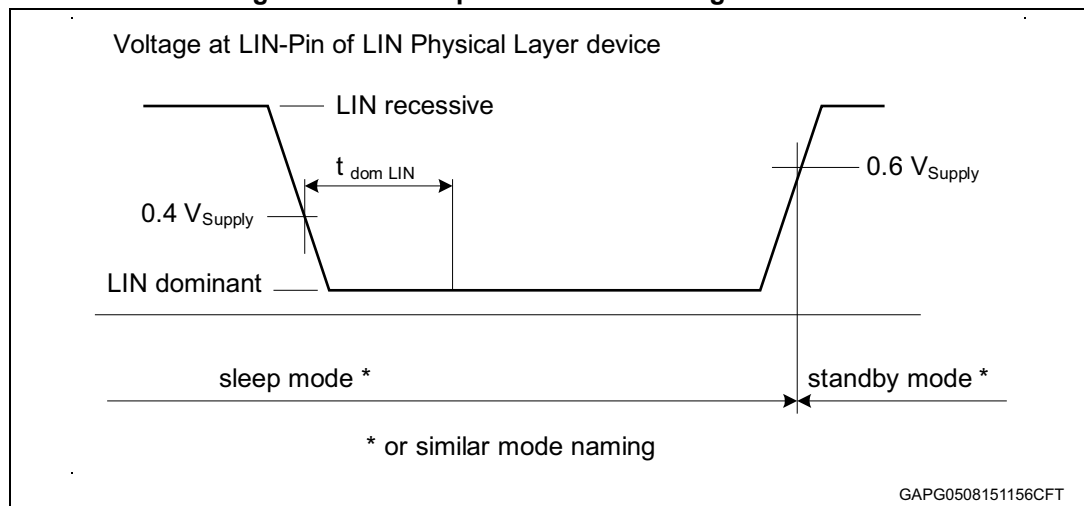 Voltage at LIN-Pin of LIN Physical Layer device
LIN recessive
t dom LIN
0.6 VSupply
0.4 VSupply
LIN dominant
sleep mode *
standby mode *
* or similar mode naming
GAPG0508151156CFT